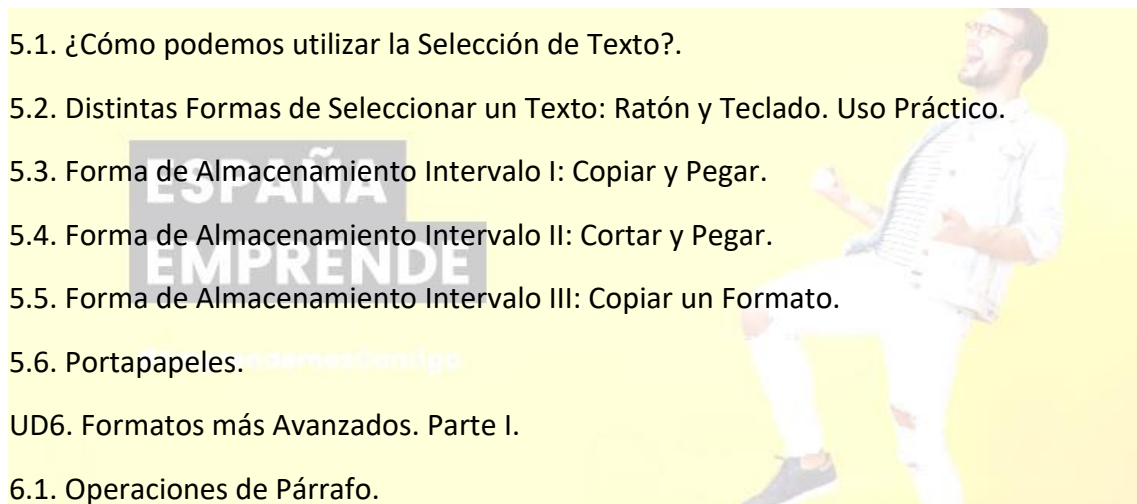 5.1. ¿Cómo podemos utilizar la Selección de Texto?.
5.2. Distintas Formas de Seleccionar un Texto: Ratón y Teclado. Uso Práctico.
5.3. Forma de Almacenamiento Intervalo I: Copiar y Pegar.
ESPAÑA
5.4. Forma de Almacenamiento Intervalo II: Cortar y Pegar.
EMPRENDE
5.5. Forma de Almacenamiento Intervalo III: Copiar un Formato.
5.6. Portapapeles.
UD6. Formatos más Avanzados. Parte I.
6.1. Operaciones de Párrafo.